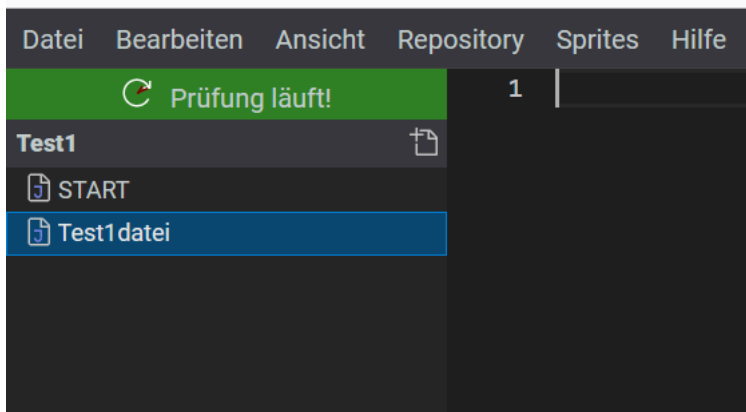 Datei Bearbeiten Ansicht Repository Sprites Hilfe
Prüfung läuft! 1
Test1
START
Test1datei